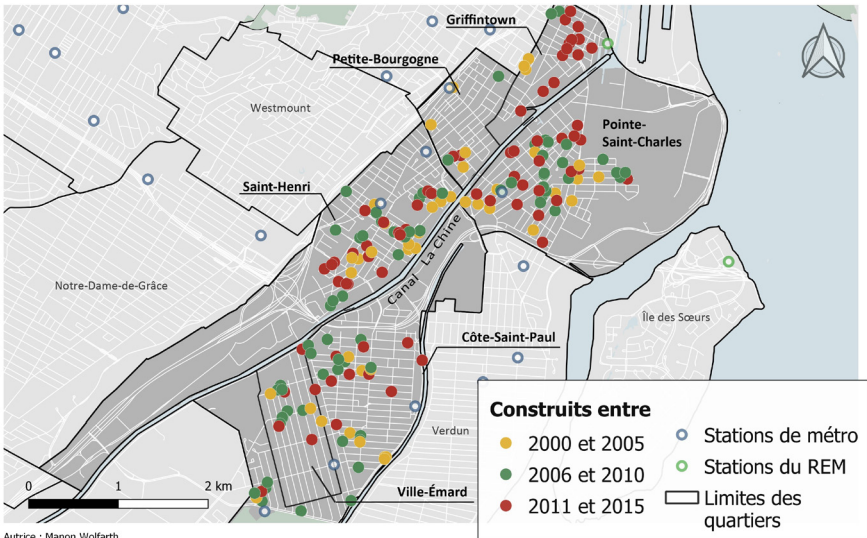 Griffintown
Petite-Bourgogne
Westmount
Pointe-
Saint-Charles
Saint-Henri
Canal La Chine
Notre-Dame-de-Grâce
Île des Sœurs
Côte-Saint-Paul
Verdun
Ville-Émard
Construits entre
2000 et 2005
2006 et 2010
2011 et 2015
Stations de métro
Stations du REM
Limites des
quartiers
0 1 2 km
Autrice : Manon Wolfarth